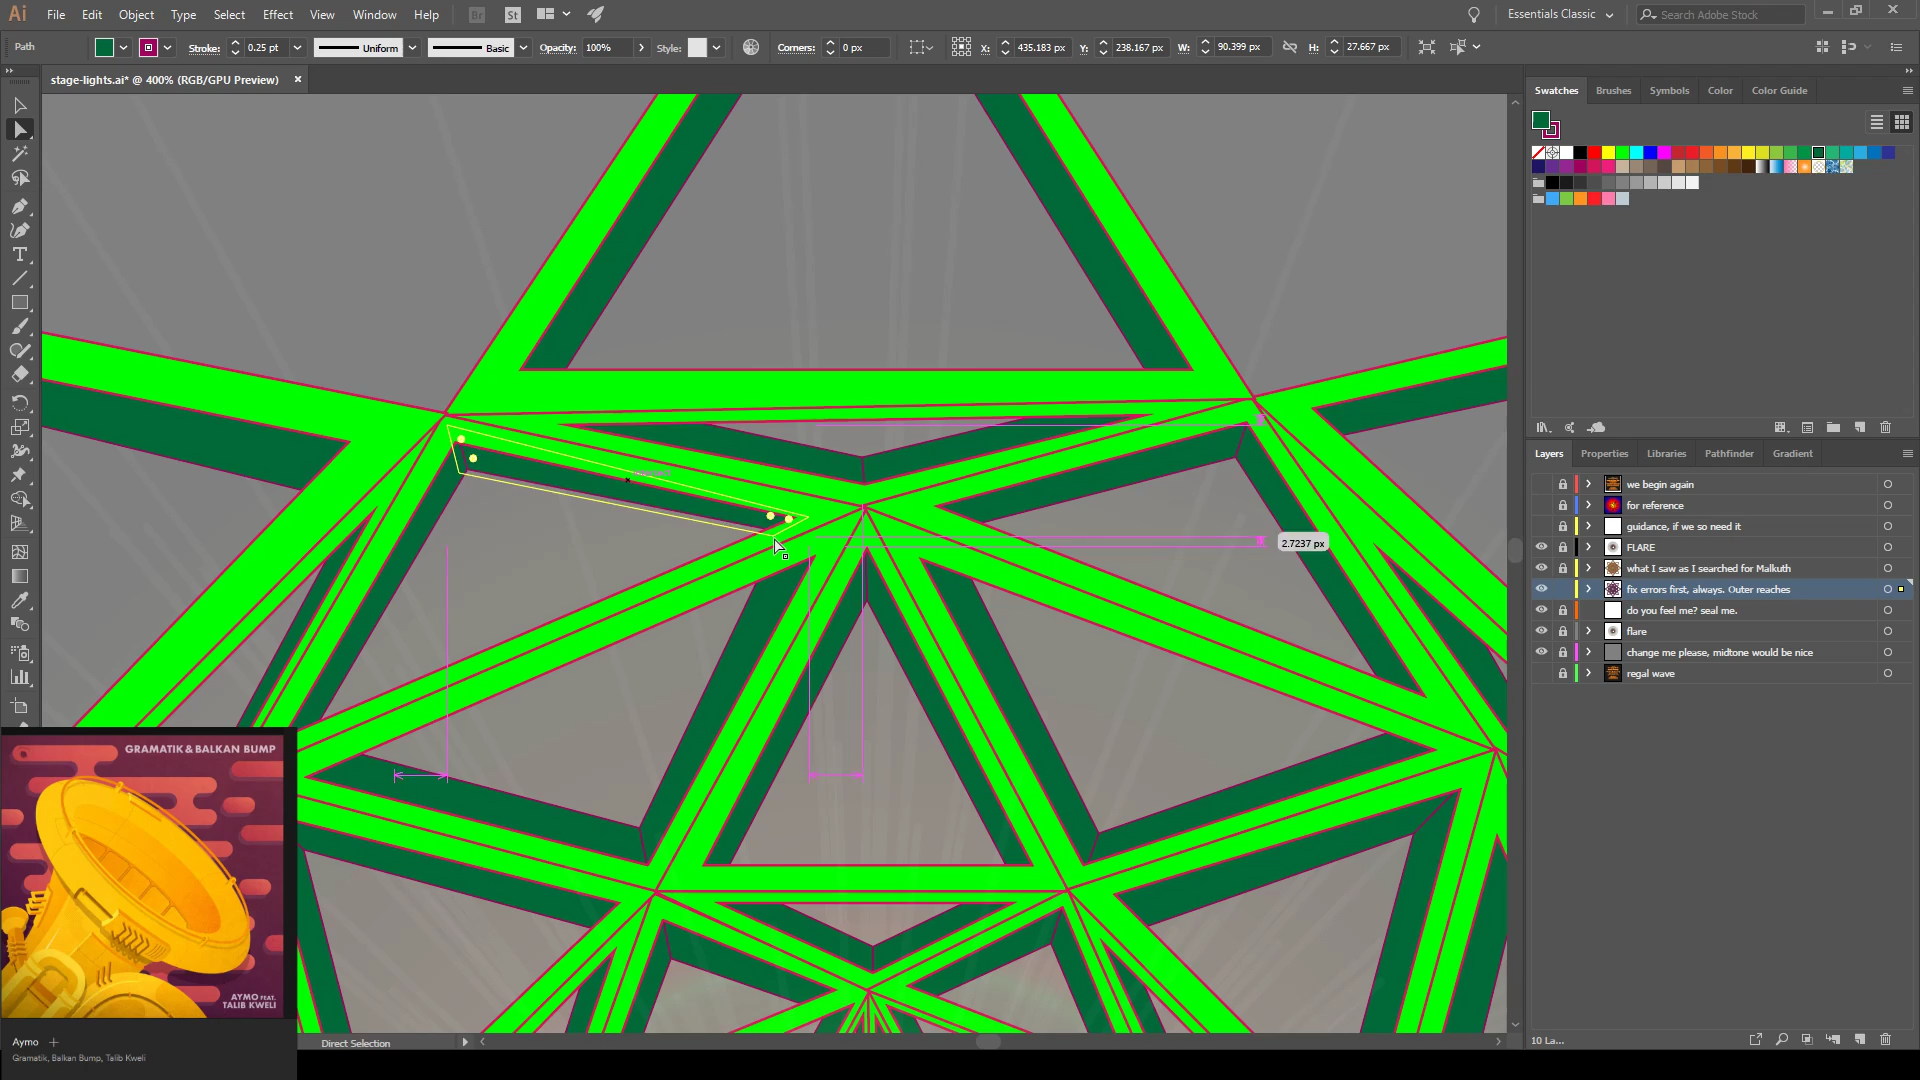 Ai File Edit Object Type Select Effect View Window Help Br St Essentials Classic Search Adobe Stock
Path Stroke: 0.25 pt Uniform Basic Opacity: 100% Style: Corners: 0 px X: 435.183 px Y: 238.167 px W: 90.399 px H: 27.667 px
stage-lights.ai* @ 400% (RGB/GPU Preview)
Swatches Brushes Symbols Color Color Guide
Layers Properties Libraries Pathfinder Gradient
we begin again
for reference
guidance, if we so need it
FLARE
what I saw as I searched for Malkuth
fix errors first, always. Outer reaches
do you feel me? seal me.
flare
change me please, midtone would be nice
regal wave
2.7237 px
GRAMATIK & BALKAN BUMP
AYMO FEAT.
TALIB KWELI
Aymo
Gramatik, Balkan Bump, Talib Kweli
Direct Selection
10 La...